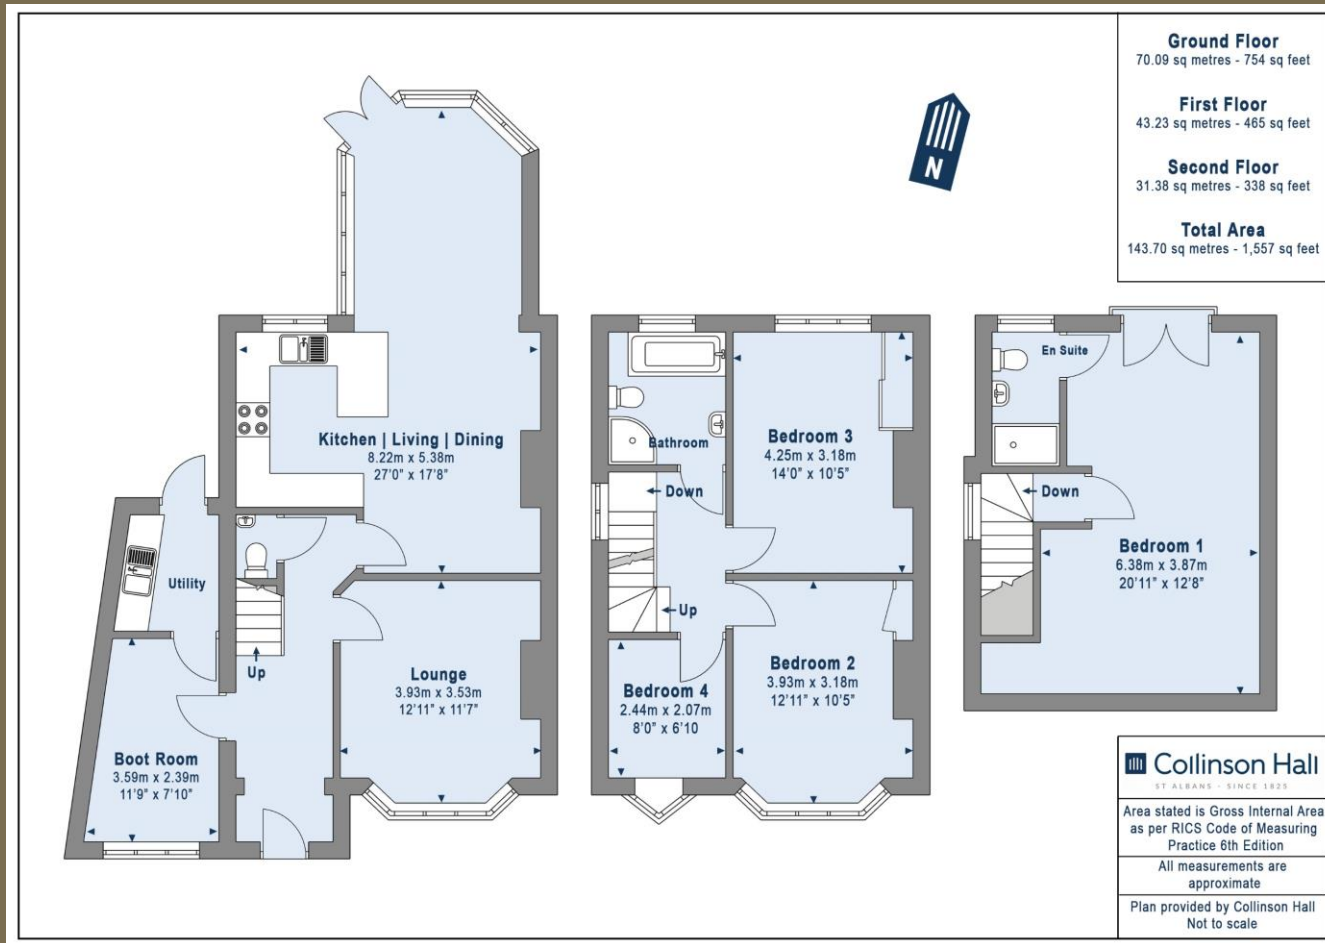 Ground Floor
70.09 sq metres - 754 sq feet
First Floor
43.23 sq metres - 465 sq feet
Second Floor
31.38 sq metres - 338 sq feet
Total Area
143.70 sq metres - 1,557 sq feet
N
Kitchen | Living | Dining
8.22m x 5.38m
27'0" x 17'8"
Utility
Up
Lounge
3.93m x 3.53m
12'11" x 11'7"
Boot Room
3.59m x 2.39m
11'9" x 7'10"
Bathroom
Bedroom 3
4.25m x 3.18m
14'0" x 10'5"
Down
Up
Bedroom 2
3.93m x 3.18m
12'11" x 10'5"
Bedroom 4
2.44m x 2.07m
8'0" x 6'10
En Suite
Down
Bedroom 1
6.38m x 3.87m
20'11" x 12'8"
Collinson Hall
ST ALBANS - SINCE 1825
Area stated is Gross Internal Area
as per RICS Code of Measuring
Practice 6th Edition
All measurements are
approximate
Plan provided by Collinson Hall
Not to scale